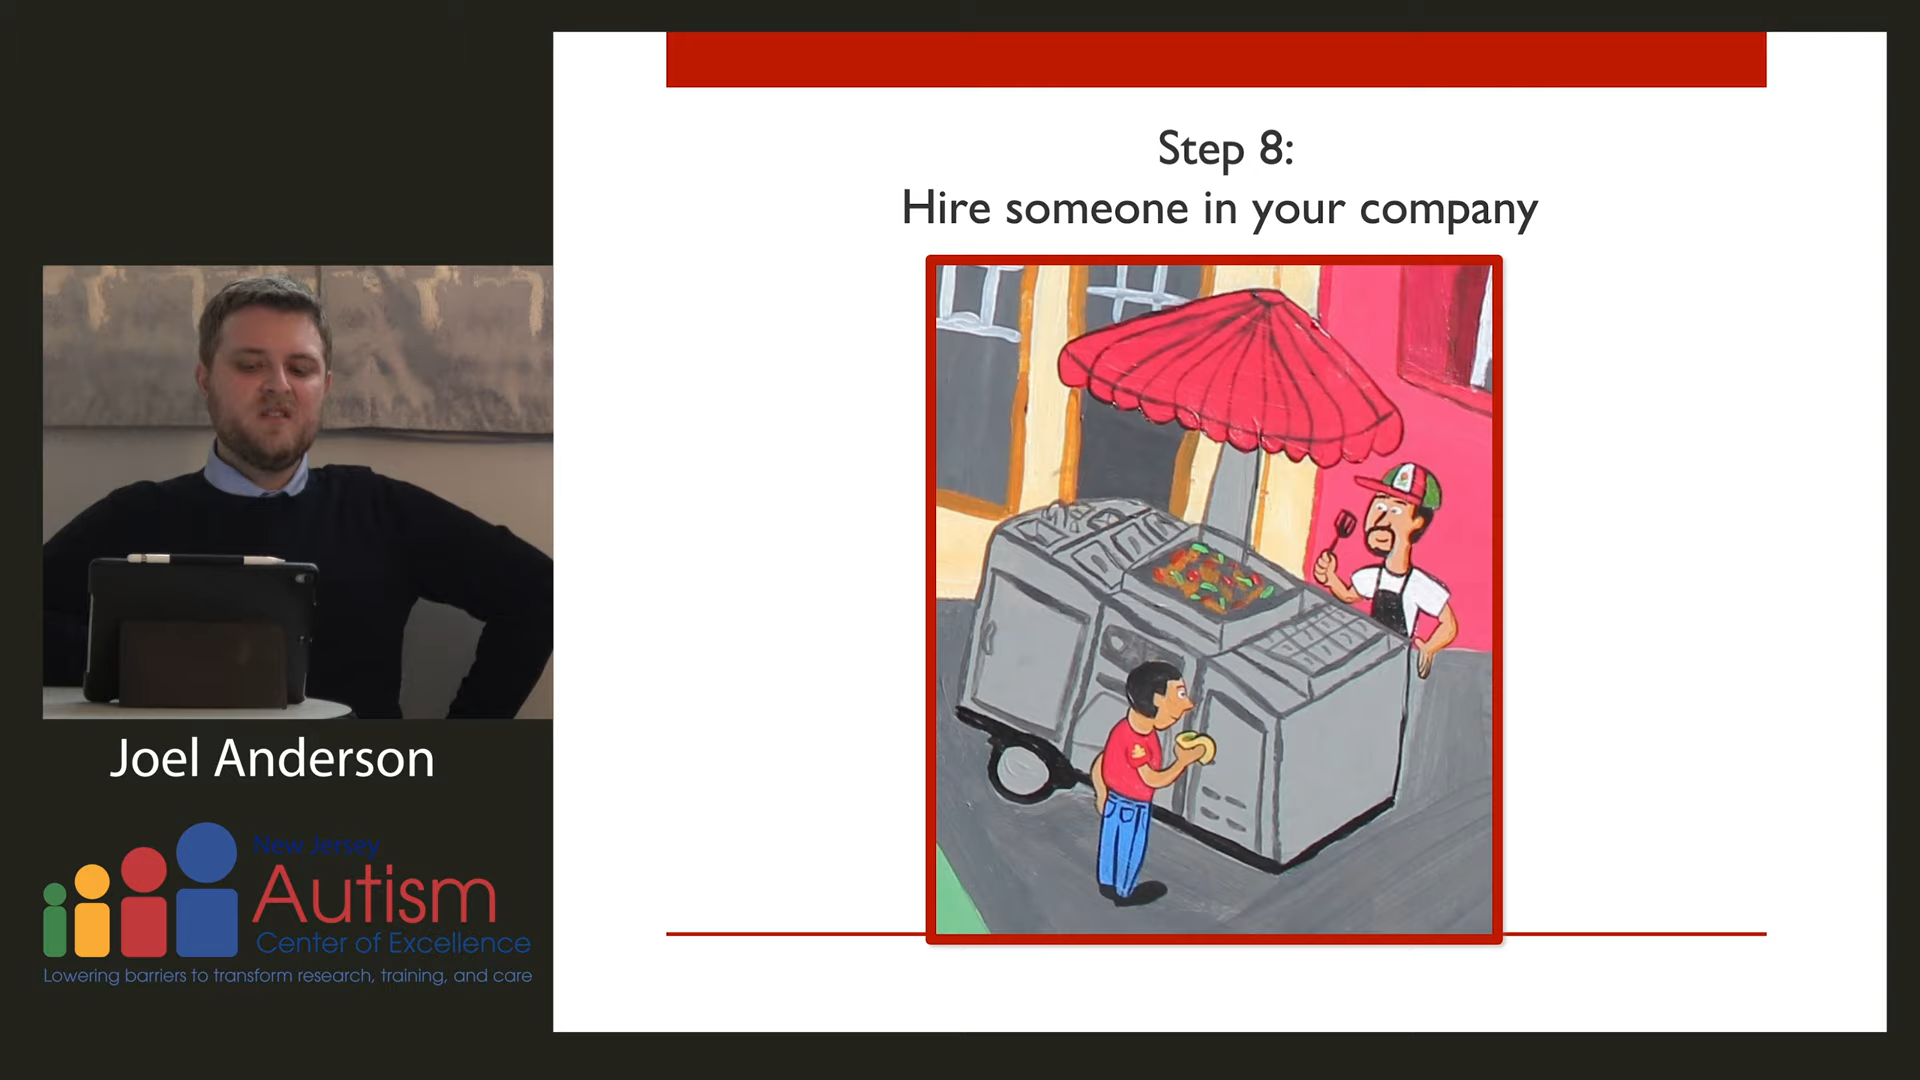 Step 8:
Hire someone in your company
Joel Anderson
New Jersey
Autism
Center of Excellence
Lowering barriers to transform research, training, and care